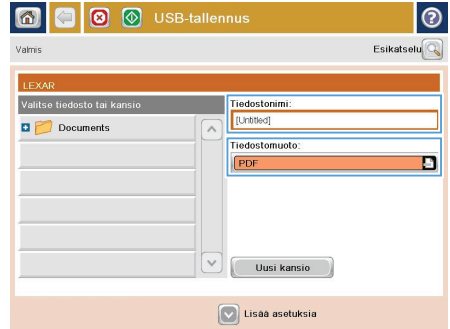 USB-tallennus
Valmis
Esikatselu
LEXAR
Valitse tiedosto tai kansio
Documents
Tiedostonimi:
[Untitled]
Tiedostomuoto:
PDF
Uusi kansio
Lisää asetuksia